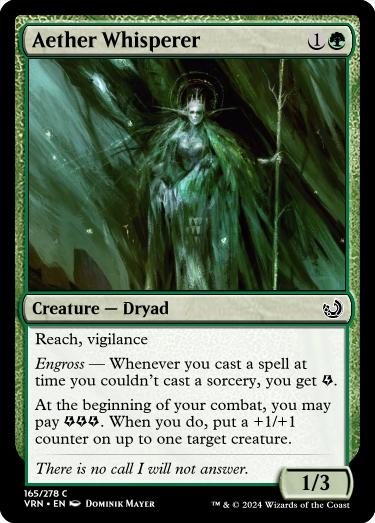 Aether Whisperer 1
Creature — Dryad
Reach, vigilance
Engross — Whenever you cast a spell at
time you couldn't cast a sorcery, you get .
At the beginning of your combat, you may
pay . When you do, put a +1/+1
counter on up to one target creature.
There is no call I will not answer.
1/3
165/278 C
VRN • EN DOMINIK MAYER
™ & © 2024 Wizards of the Coast